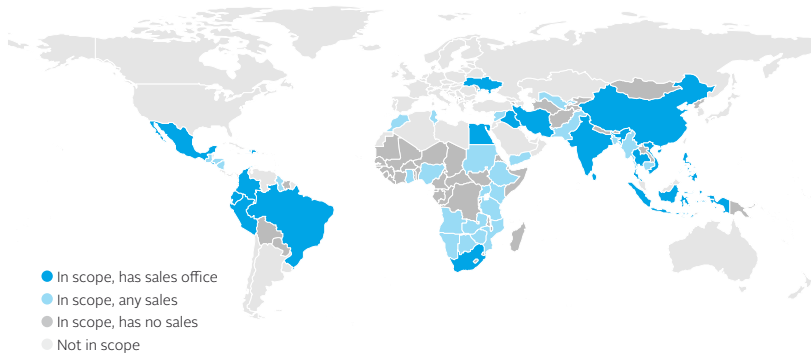 In scope, has sales office
In scope, any sales
In scope, has no sales
Not in scope